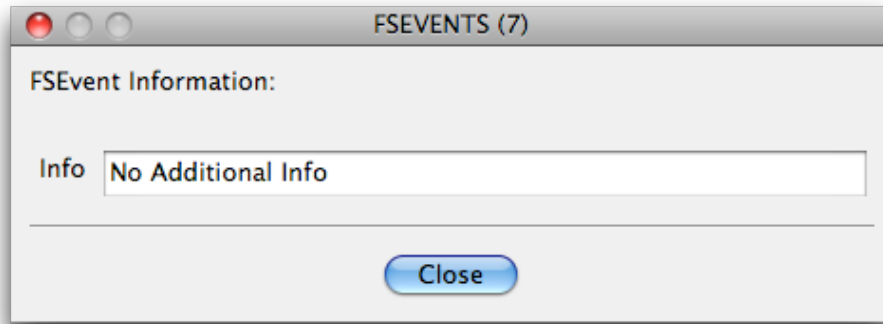 FSEVENTS (7)
FSEvent Information:
Info No Additional Info
Close